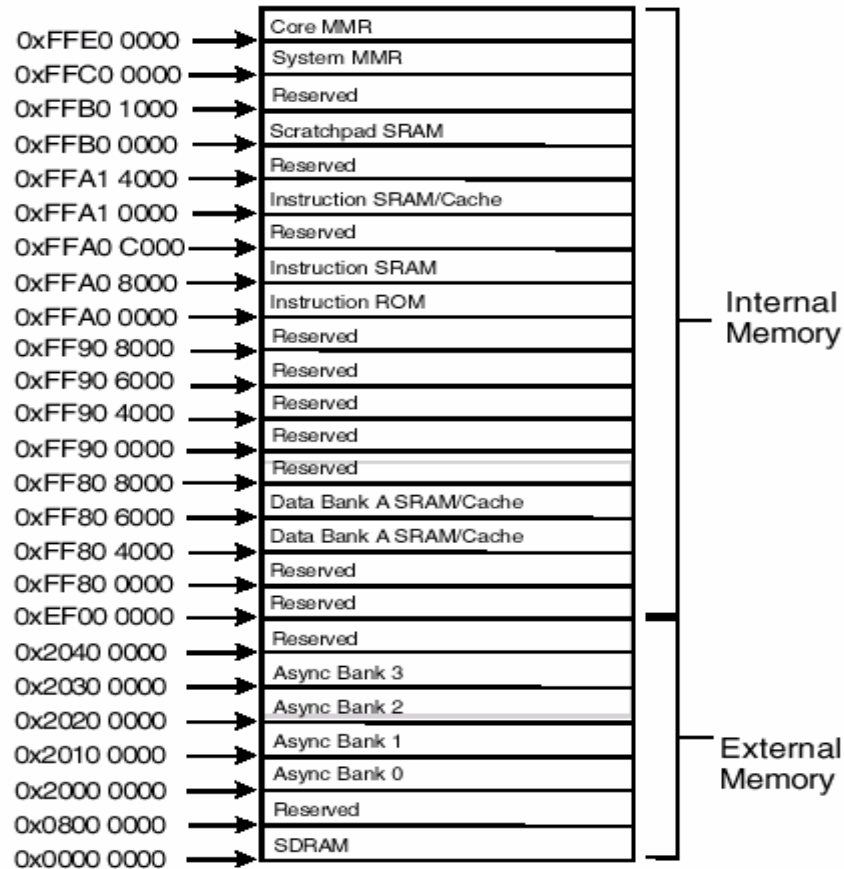 Core MMR
0xFFE0 0000
System MMR
0xFFC0 0000
Reserved
0xFFB0 1000
Scratchpad SRAM
0xFFB0 0000
Reserved
0xFFA1 4000
Instruction SRAM/Cache
0xFFA1 0000
Reserved
0xFFA0 C000
Instruction SRAM
0xFFA0 8000
Instruction ROM
0xFFA0 0000
Reserved
0xFF90 8000
Reserved
0xFF90 6000
Reserved
0xFF90 4000
Reserved
0xFF90 0000
Reserved
0xFF80 8000
Data Bank A SRAM/Cache
0xFF80 6000
Data Bank A SRAM/Cache
0xFF80 4000
Reserved
0xFF80 0000
Reserved
0xEF00 0000
Reserved
0x2040 0000
Async Bank 3
0x2030 0000
Async Bank 2
0x2020 0000
Async Bank 1
0x2010 0000
Async Bank 0
0x2000 0000
Reserved
0x0800 0000
SDRAM
0x0000 0000
Internal
Memory
External
Memory